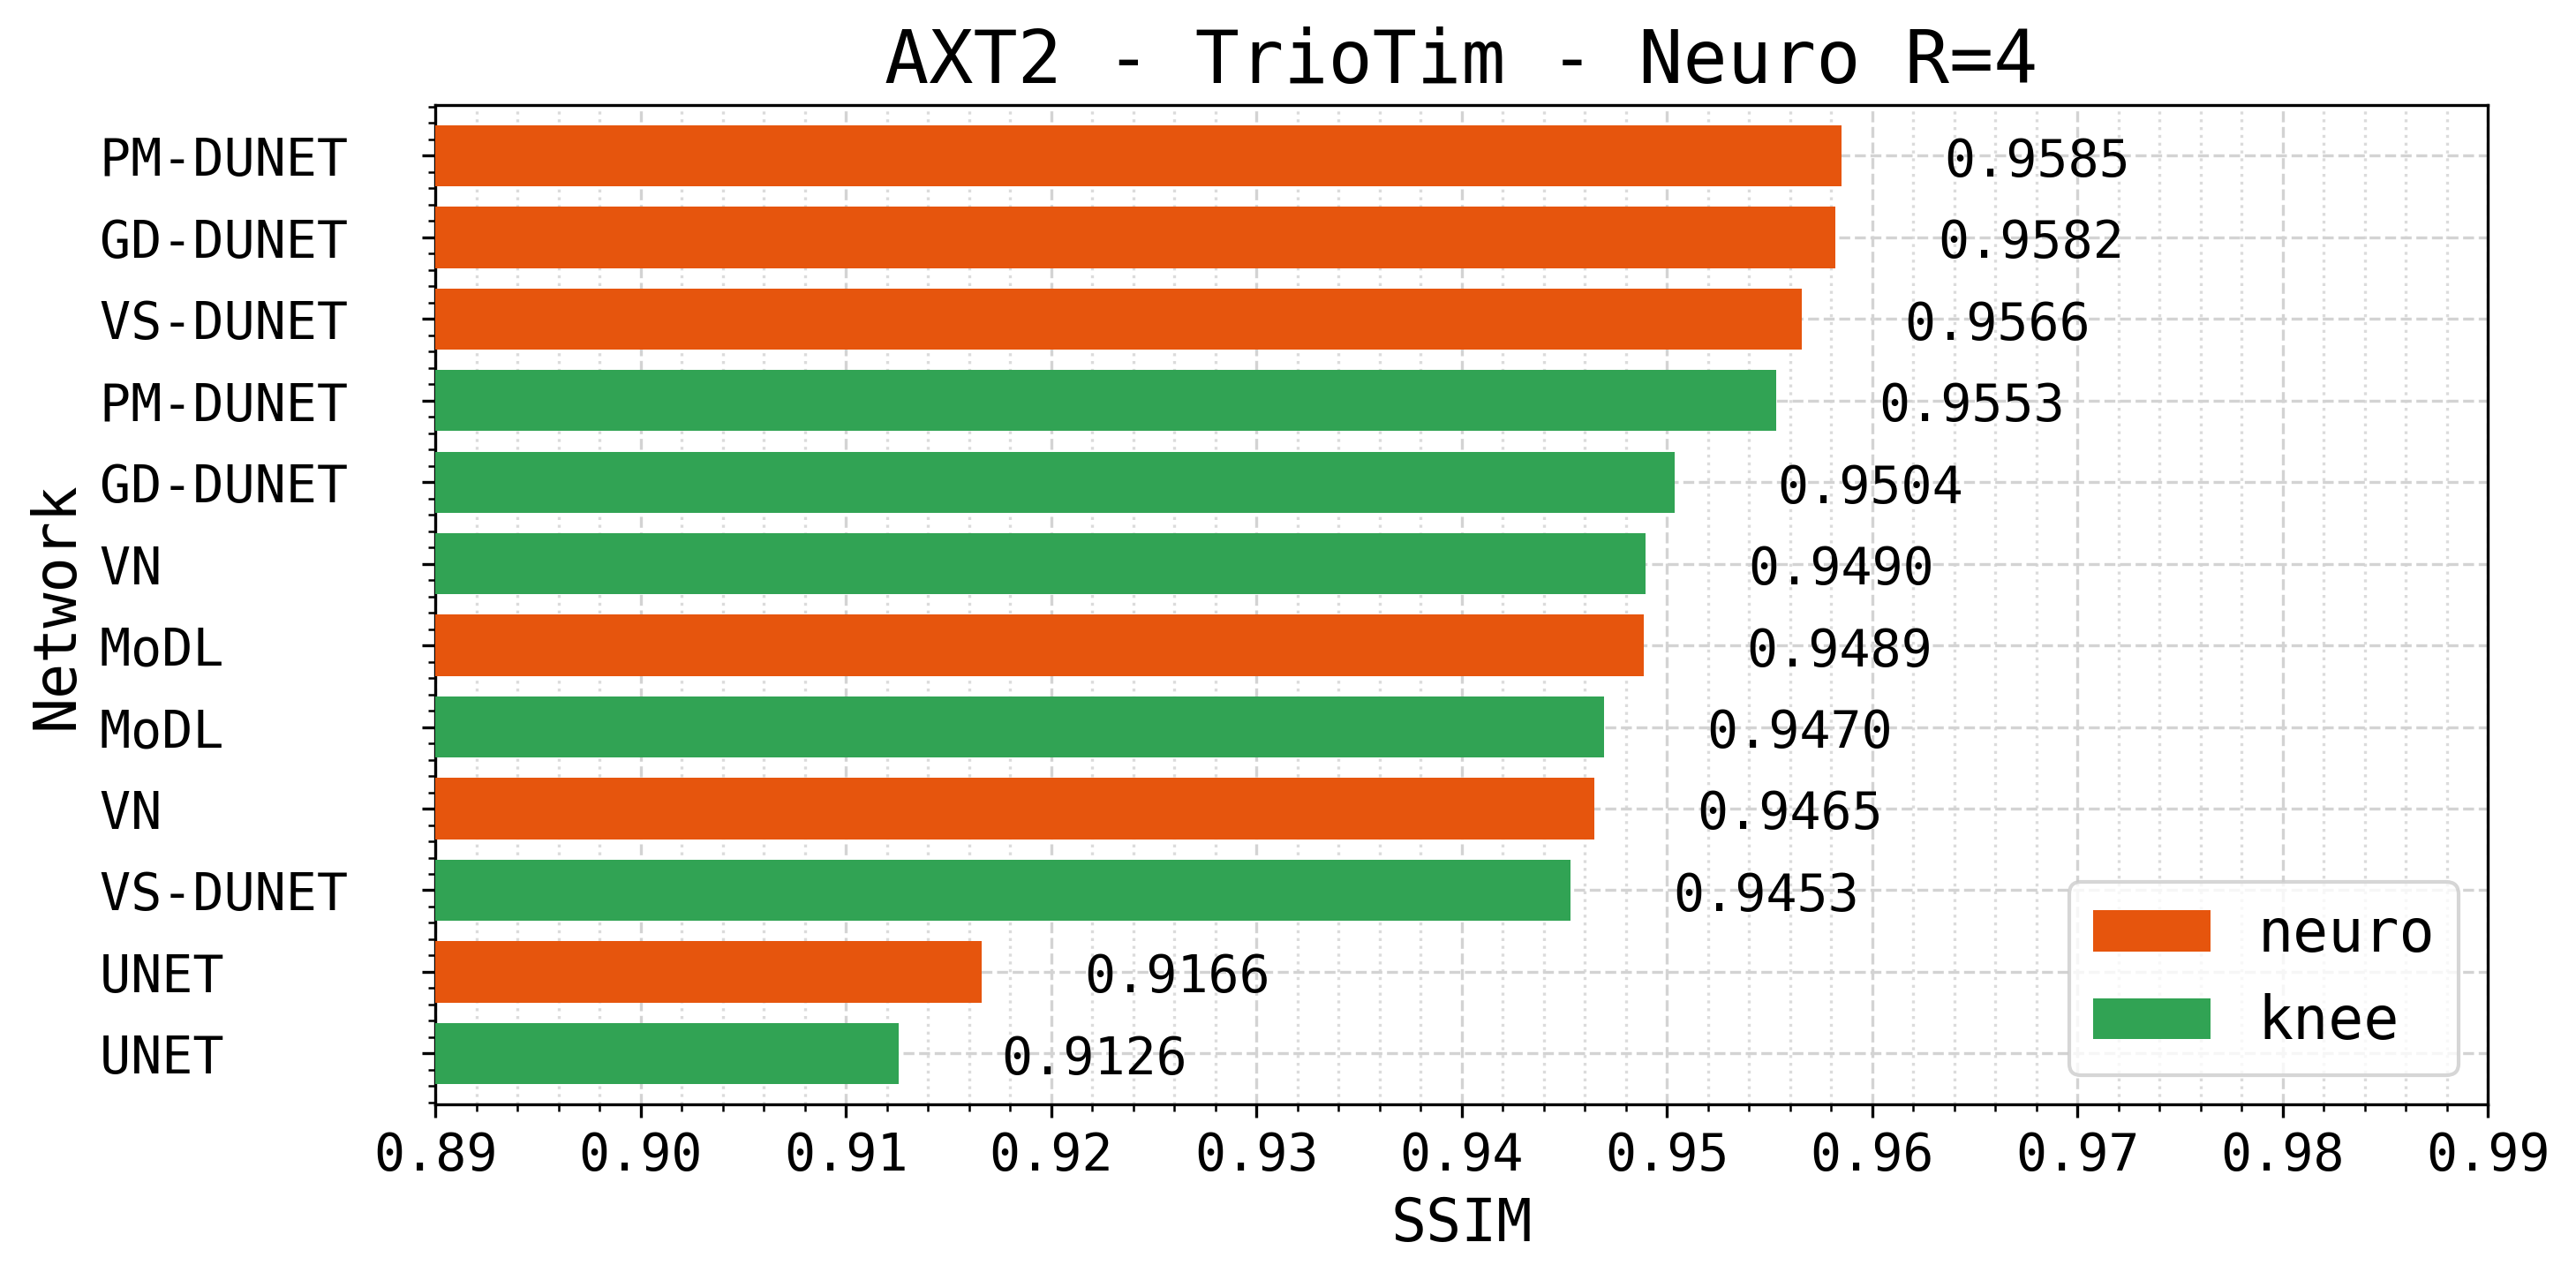 AXT2 - TrioTim - Neuro R=4
Network
PM-DUNET 0.9585
GD-DUNET 0.9582
VS-DUNET 0.9566
PM-DUNET 0.9553
GD-DUNET 0.9504
VN 0.9490
MoDL 0.9489
MoDL 0.9470
VN 0.9465
VS-DUNET 0.9453
UNET 0.9166
UNET 0.9126
neuro
knee
0.89 0.90 0.91 0.92 0.93 0.94 0.95 0.96 0.97 0.98 0.99
SSIM